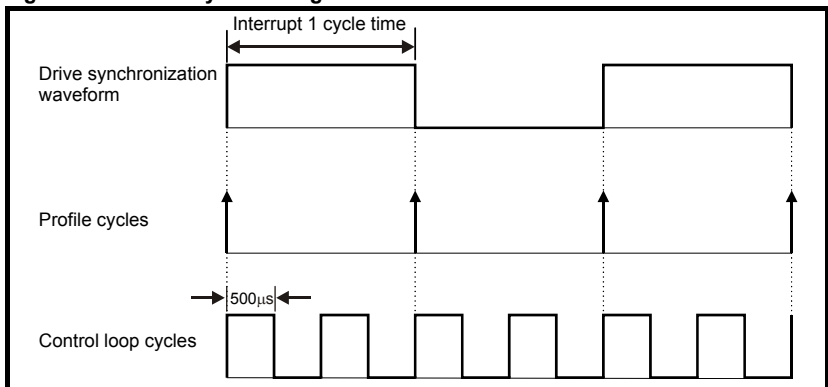 Interrupt 1 cycle time
Drive synchronization
waveform
Profile cycles
500μs
Control loop cycles